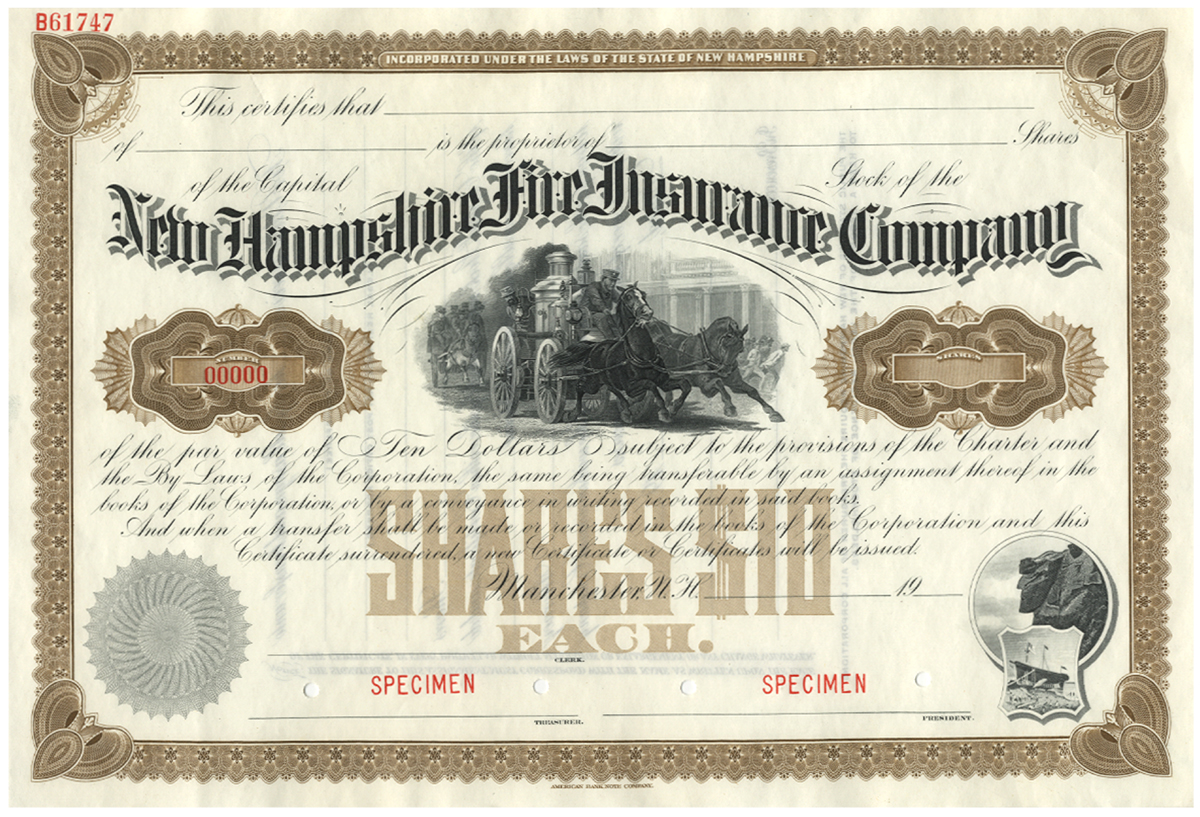 B61747
INCORPORATED UNDER THE LAWS OF THE STATE OF NEW HAMPSHIRE
This certifies that
of is the proprietor of Shares
of the Capital Stock of the
New Hampshire Fire Insurance Company
NUMBER
00000
SHARES
of the par value of Ten Dollars subject to the provisions of the Charter and
the By Laws of the Corporation, the same being transferable by an assignment thereof in the
books of the Corporation, or by a conveyance in writing recorded in said books.
And when a transfer shall be made or recorded in the books of the Corporation and this
Certificate surrendered, a new Certificate or Certificates will be issued.
SHARES $10
EACH.
Manchester, N. H. 19
CLERK.
SPECIMEN SPECIMEN
TREASURER. PRESIDENT.
AMERICAN BANK NOTE COMPANY.